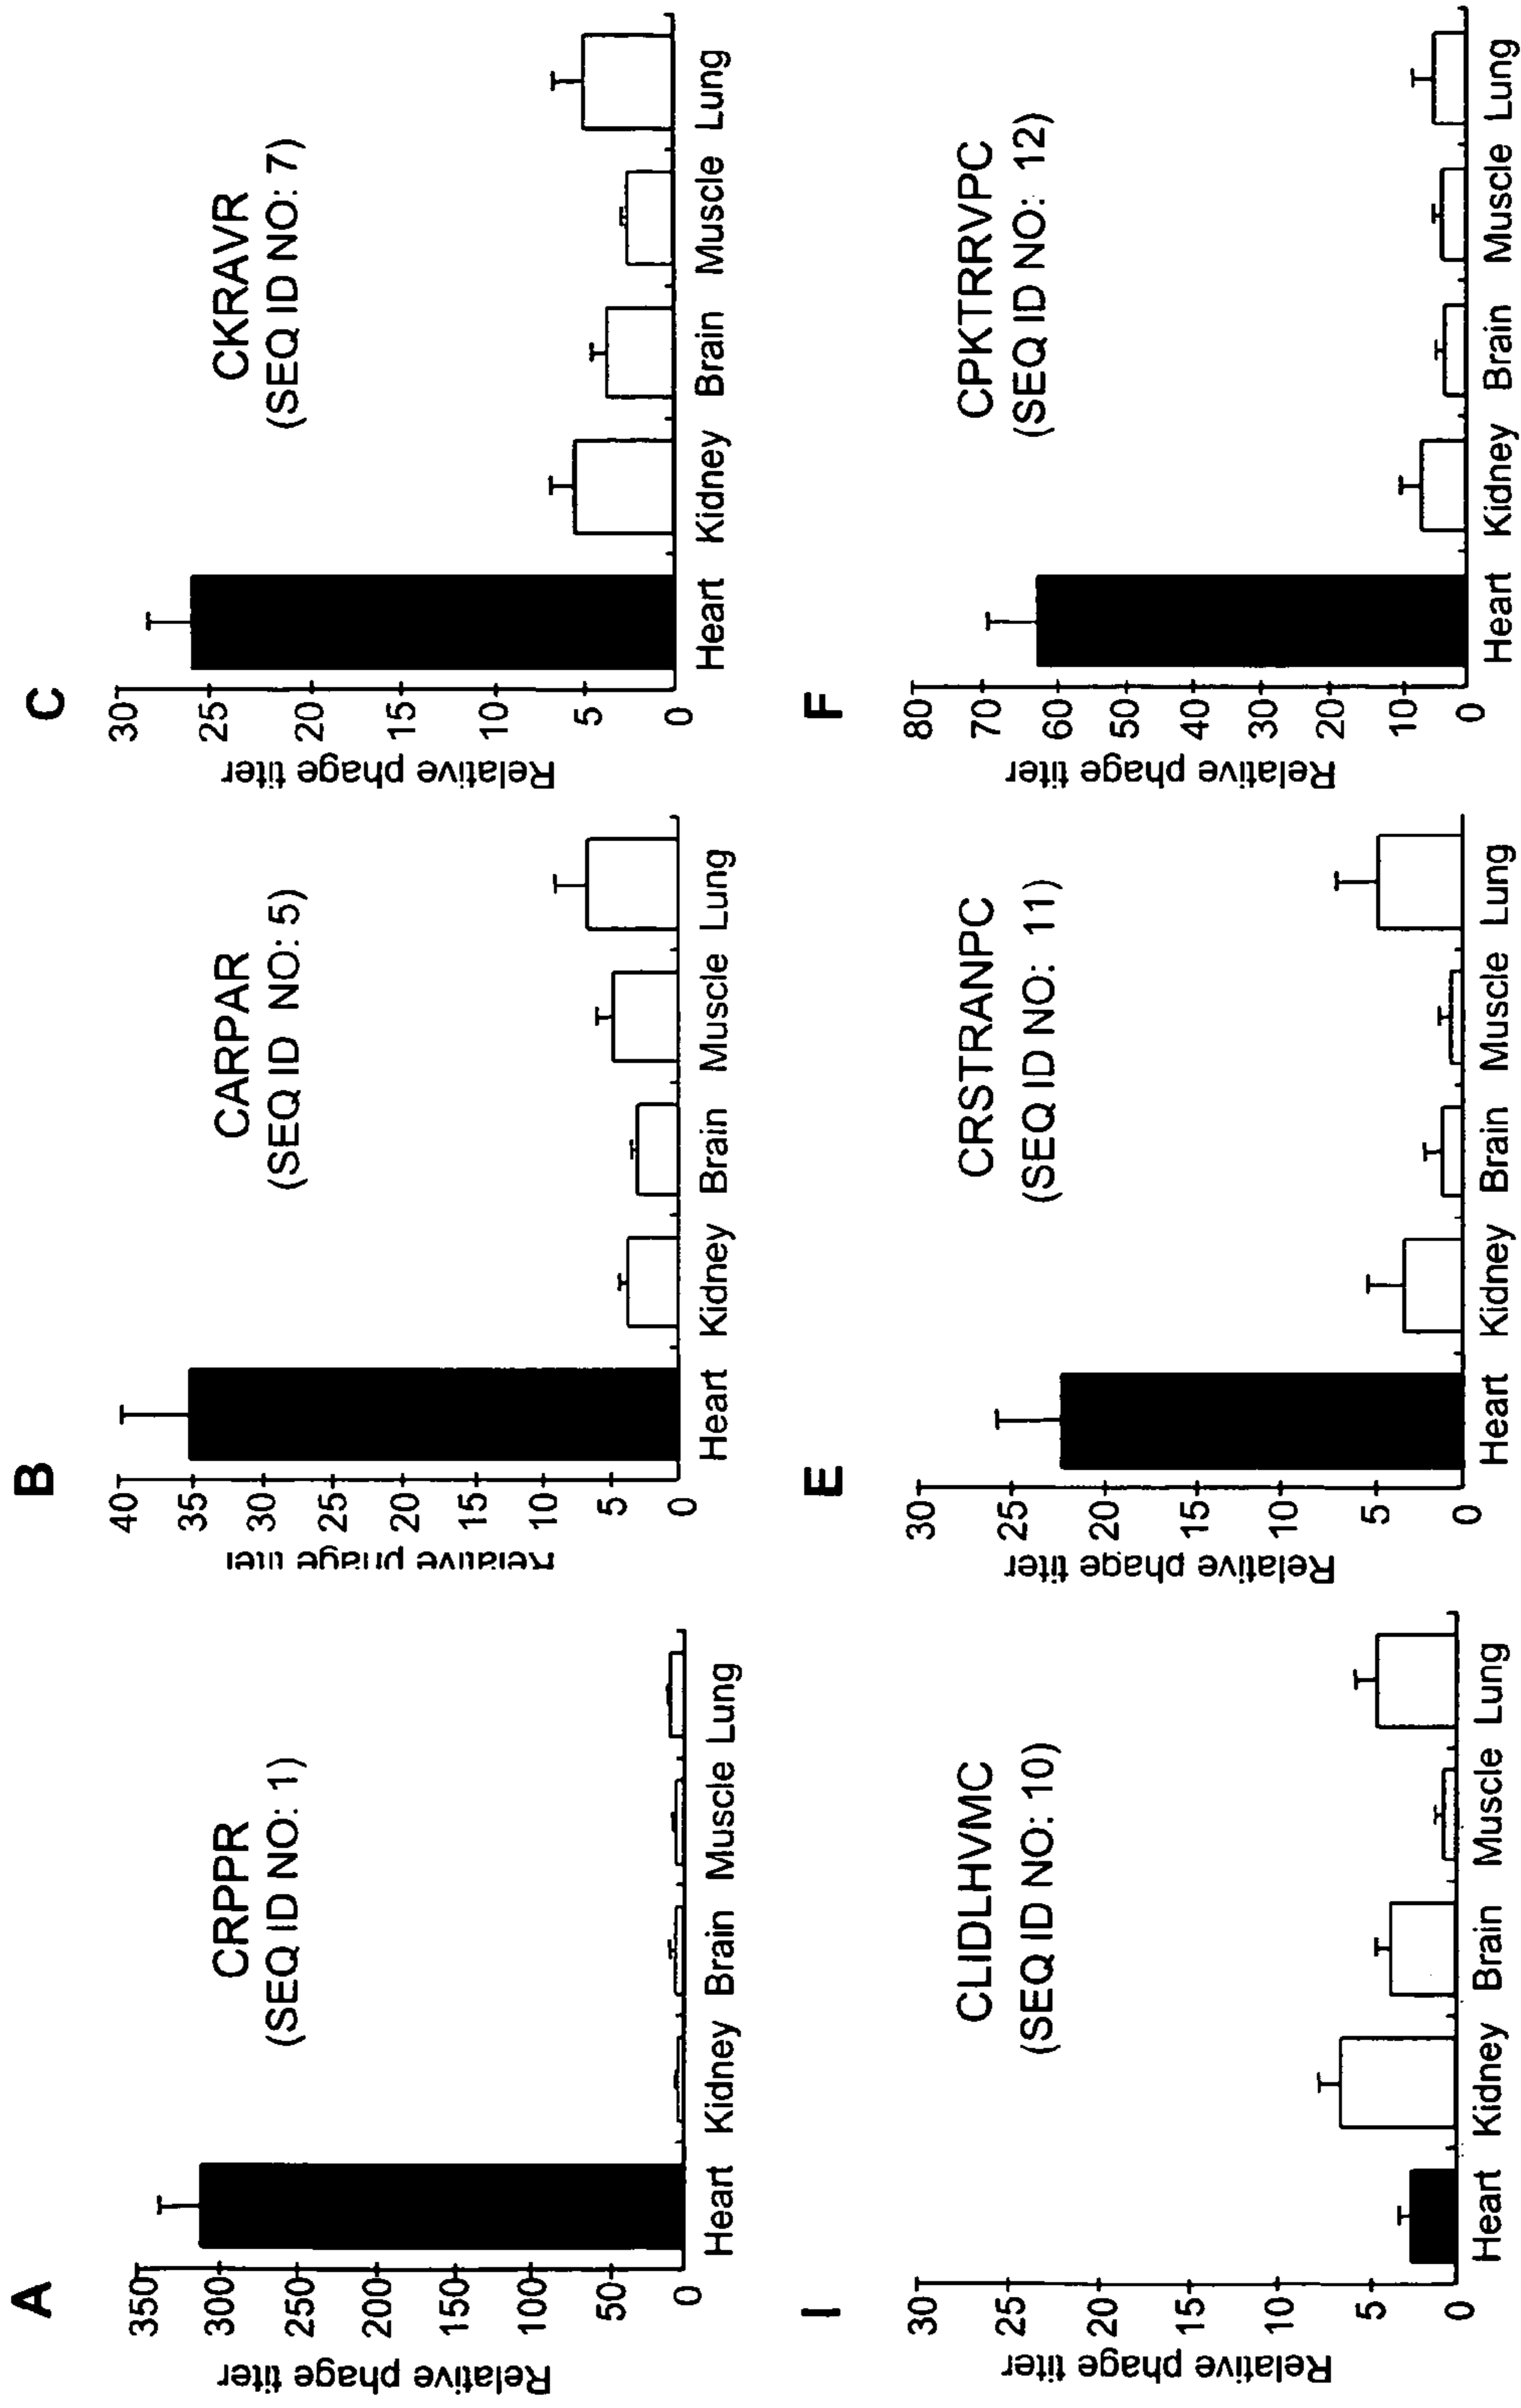 A
CRPPR
(SEQ ID NO: 1)
Relative phage titer
350
300
250
200
150
100
50
0
Heart Kidney Brain Muscle Lung
B
CARPAR
(SEQ ID NO: 5)
Relative phage titer
40
35
30
25
20
15
10
5
0
Heart Kidney Brain Muscle Lung
C
CKRAVR
(SEQ ID NO: 7)
Relative phage titer
30
25
20
15
10
5
0
Heart Kidney Brain Muscle Lung
I
CLIDLHVMC
(SEQ ID NO: 10)
Relative phage titer
30
25
20
15
10
5
0
Heart Kidney Brain Muscle Lung
E
CRSTRANPC
(SEQ ID NO: 11)
Relative phage titer
30
25
20
15
10
5
0
Heart Kidney Brain Muscle Lung
F
CPKTRRVPC
(SEQ ID NO: 12)
Relative phage titer
80
70
60
50
40
30
20
10
0
Heart Kidney Brain Muscle Lung